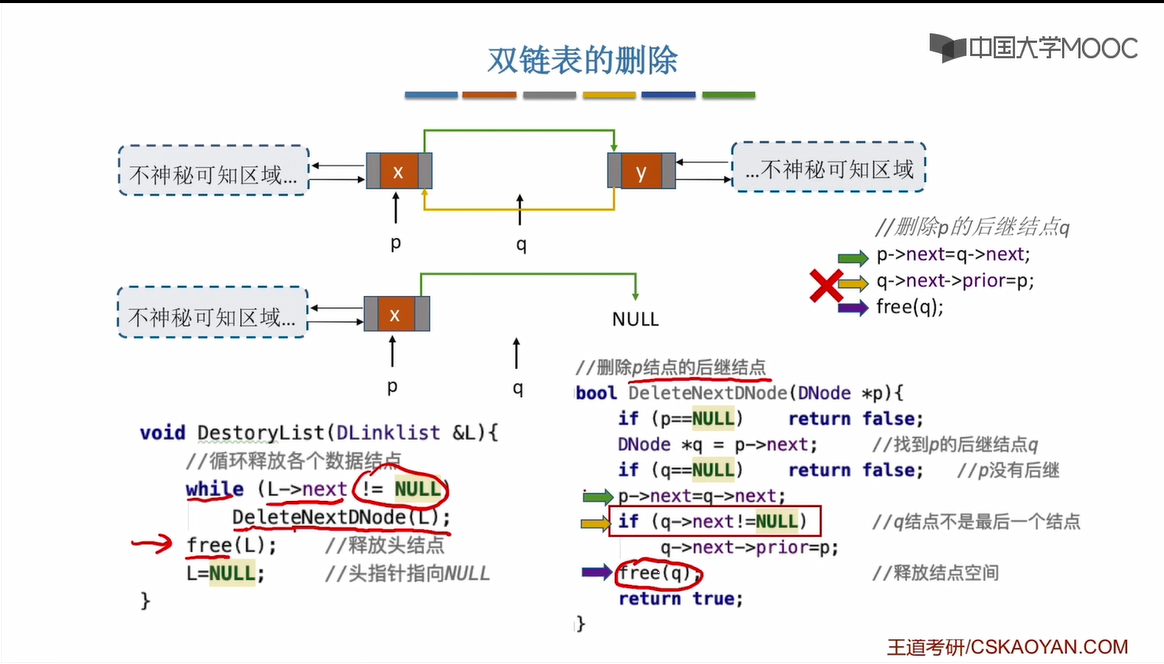 中国大学MOOC
双链表的删除
不神秘可知区域...
x
y
...不神秘可知区域
p
q
//删除p的后继结点q
p->next=q->next;
q->next->prior=p;
free(q);
不神秘可知区域...
x
NULL
p
q
void DestoryList(DLinklist &L){
//循环释放各个数据结点
while (L->next != NULL)
DeleteNextDNode(L);
free(L); //释放头结点
L=NULL; //头指针指向NULL
}
//删除p结点的后继结点
bool DeleteNextDNode(DNode *p){
if (p==NULL) return false;
DNode *q = p->next; //找到p的后继结点q
if (q==NULL) return false; //p没有后继
p->next=q->next;
if (q->next!=NULL) //q结点不是最后一个结点
q->next->prior=p;
free(q); //释放结点空间
return true;
}
王道考研/CSKAOYAN.COM